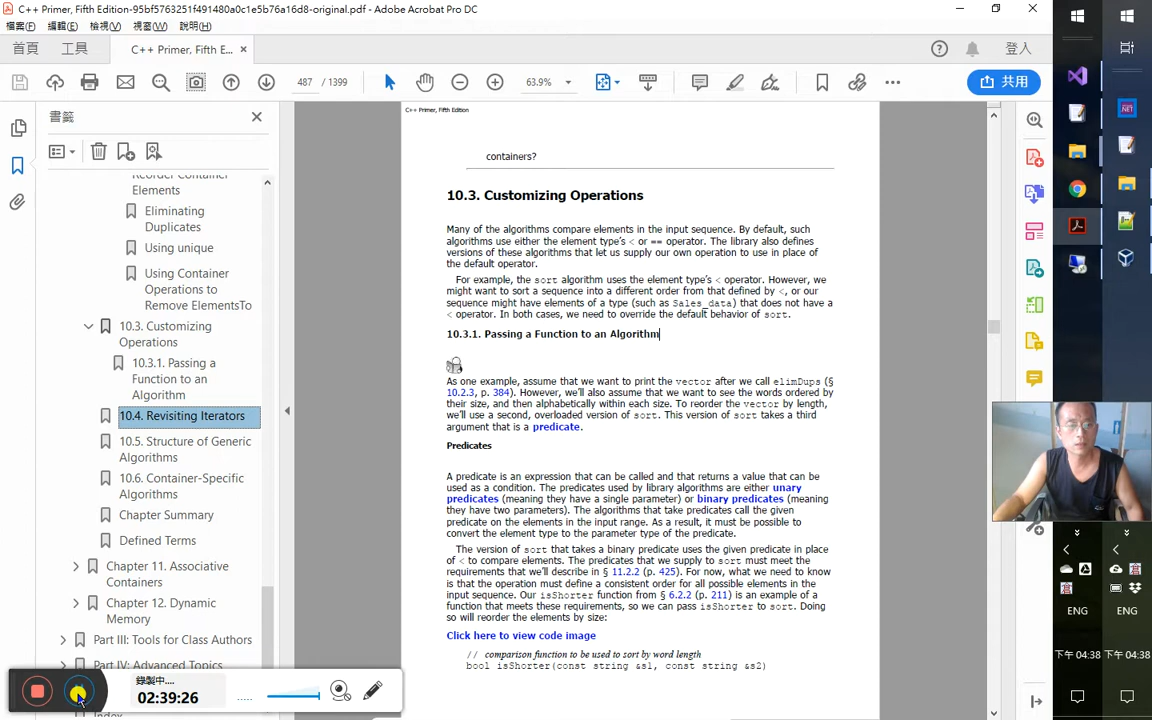 C++ Primer, Fifth Edition-95bf5763251f491480a0c1e5b76a16d8-original.pdf - Adobe Acrobat Pro DC
檔案(F) 編輯(E) 檢視(V) 視窗(W) 說明(H)
首頁 工具 C++ Primer, Fifth E... 登入
487 / 1399 63.9% 共用
書籤
Reorder Container
Elements
Eliminating
Duplicates
Using unique
Using Container
Operations to
Remove ElementsTo
10.3. Customizing
Operations
10.3.1. Passing a
Function to an
Algorithm
10.4. Revisiting Iterators
10.5. Structure of Generic
Algorithms
10.6. Container-Specific
Algorithms
Chapter Summary
Defined Terms
Chapter 11. Associative
Containers
Chapter 12. Dynamic
Memory
Part III: Tools for Class Authors
Part IV: Advanced Topics
Index
C++ Primer, Fifth Edition
containers?
10.3. Customizing Operations
Many of the algorithms compare elements in the input sequence. By default, such
algorithms use either the element type's < or == operator. The library also defines
versions of these algorithms that let us supply our own operation to use in place of
the default operator.
For example, the sort algorithm uses the element type's < operator. However, we
might want to sort a sequence into a different order from that defined by <, or our
sequence might have elements of a type (such as Sales_data) that does not have a
< operator. In both cases, we need to override the default behavior of sort.
10.3.1. Passing a Function to an Algorithm
As one example, assume that we want to print the vector after we call elimDups (§
10.2.3, p. 384). However, we'll also assume that we want to see the words ordered by
their size, and then alphabetically within each size. To reorder the vector by length,
we'll use a second, overloaded version of sort. This version of sort takes a third
argument that is a predicate.
Predicates
A predicate is an expression that can be called and that returns a value that can be
used as a condition. The predicates used by library algorithms are either unary
predicates (meaning they have a single parameter) or binary predicates (meaning
they have two parameters). The algorithms that take predicates call the given
predicate on the elements in the input range. As a result, it must be possible to
convert the element type to the parameter type of the predicate.
The version of sort that takes a binary predicate uses the given predicate in place
of < to compare elements. The predicates that we supply to sort must meet the
requirements that we'll describe in § 11.2.2 (p. 425). For now, what we need to know
is that the operation must define a consistent order for all possible elements in the
input sequence. Our isShorter function from § 6.2.2 (p. 211) is an example of a
function that meets these requirements, so we can pass isShorter to sort. Doing
so will reorder the elements by size:
Click here to view code image
// comparison function to be used to sort by word length
bool isShorter(const string &s1, const string &s2)
錄製中....
02:39:26
.NET
ENG ENG
下午 04:38 下午 04:38